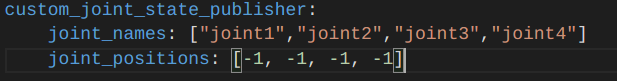 custom_joint_state_publisher:
    joint_names: ["joint1","joint2","joint3","joint4"]
    joint_positions: [-1, -1, -1, -1]